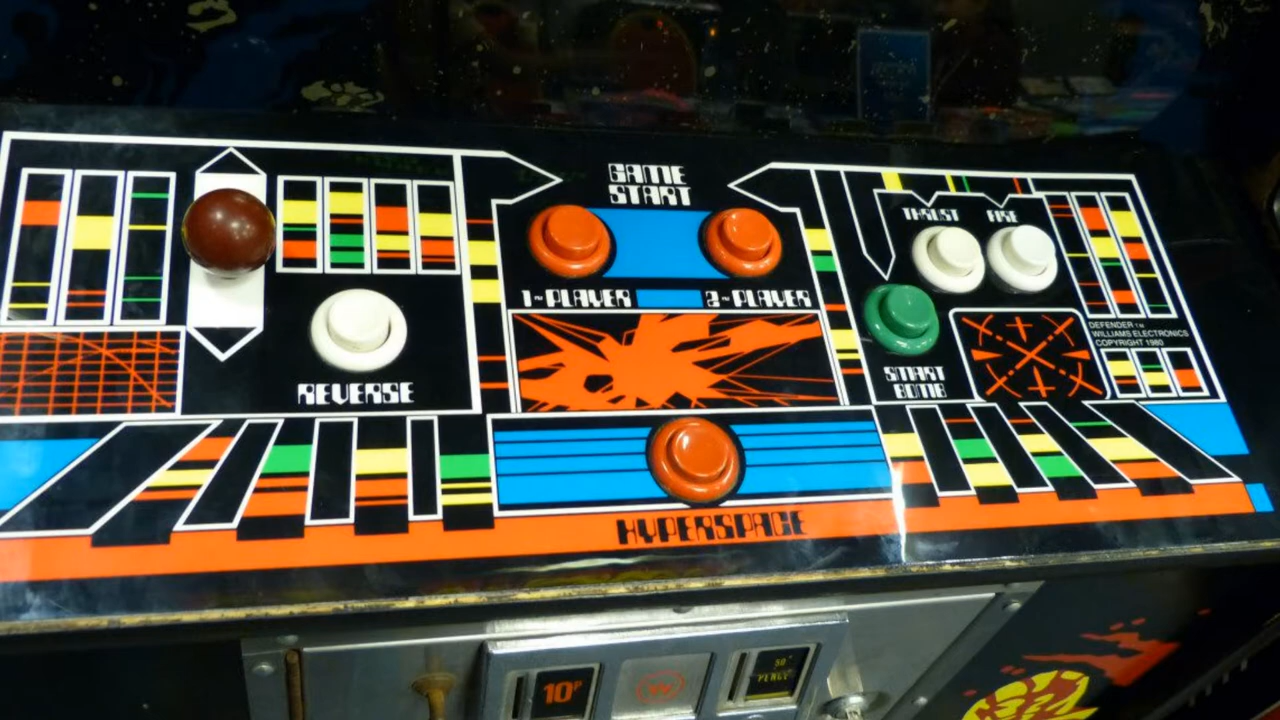 GAME
START
THRUST FIRE
1-PLAYER 2-PLAYER
REVERSE
SMART
BOMB
DEFENDER TM
WILLIAMS ELECTRONICS
COPYRIGHT 1980
HYPERSPACE
10P
50P
PENCE